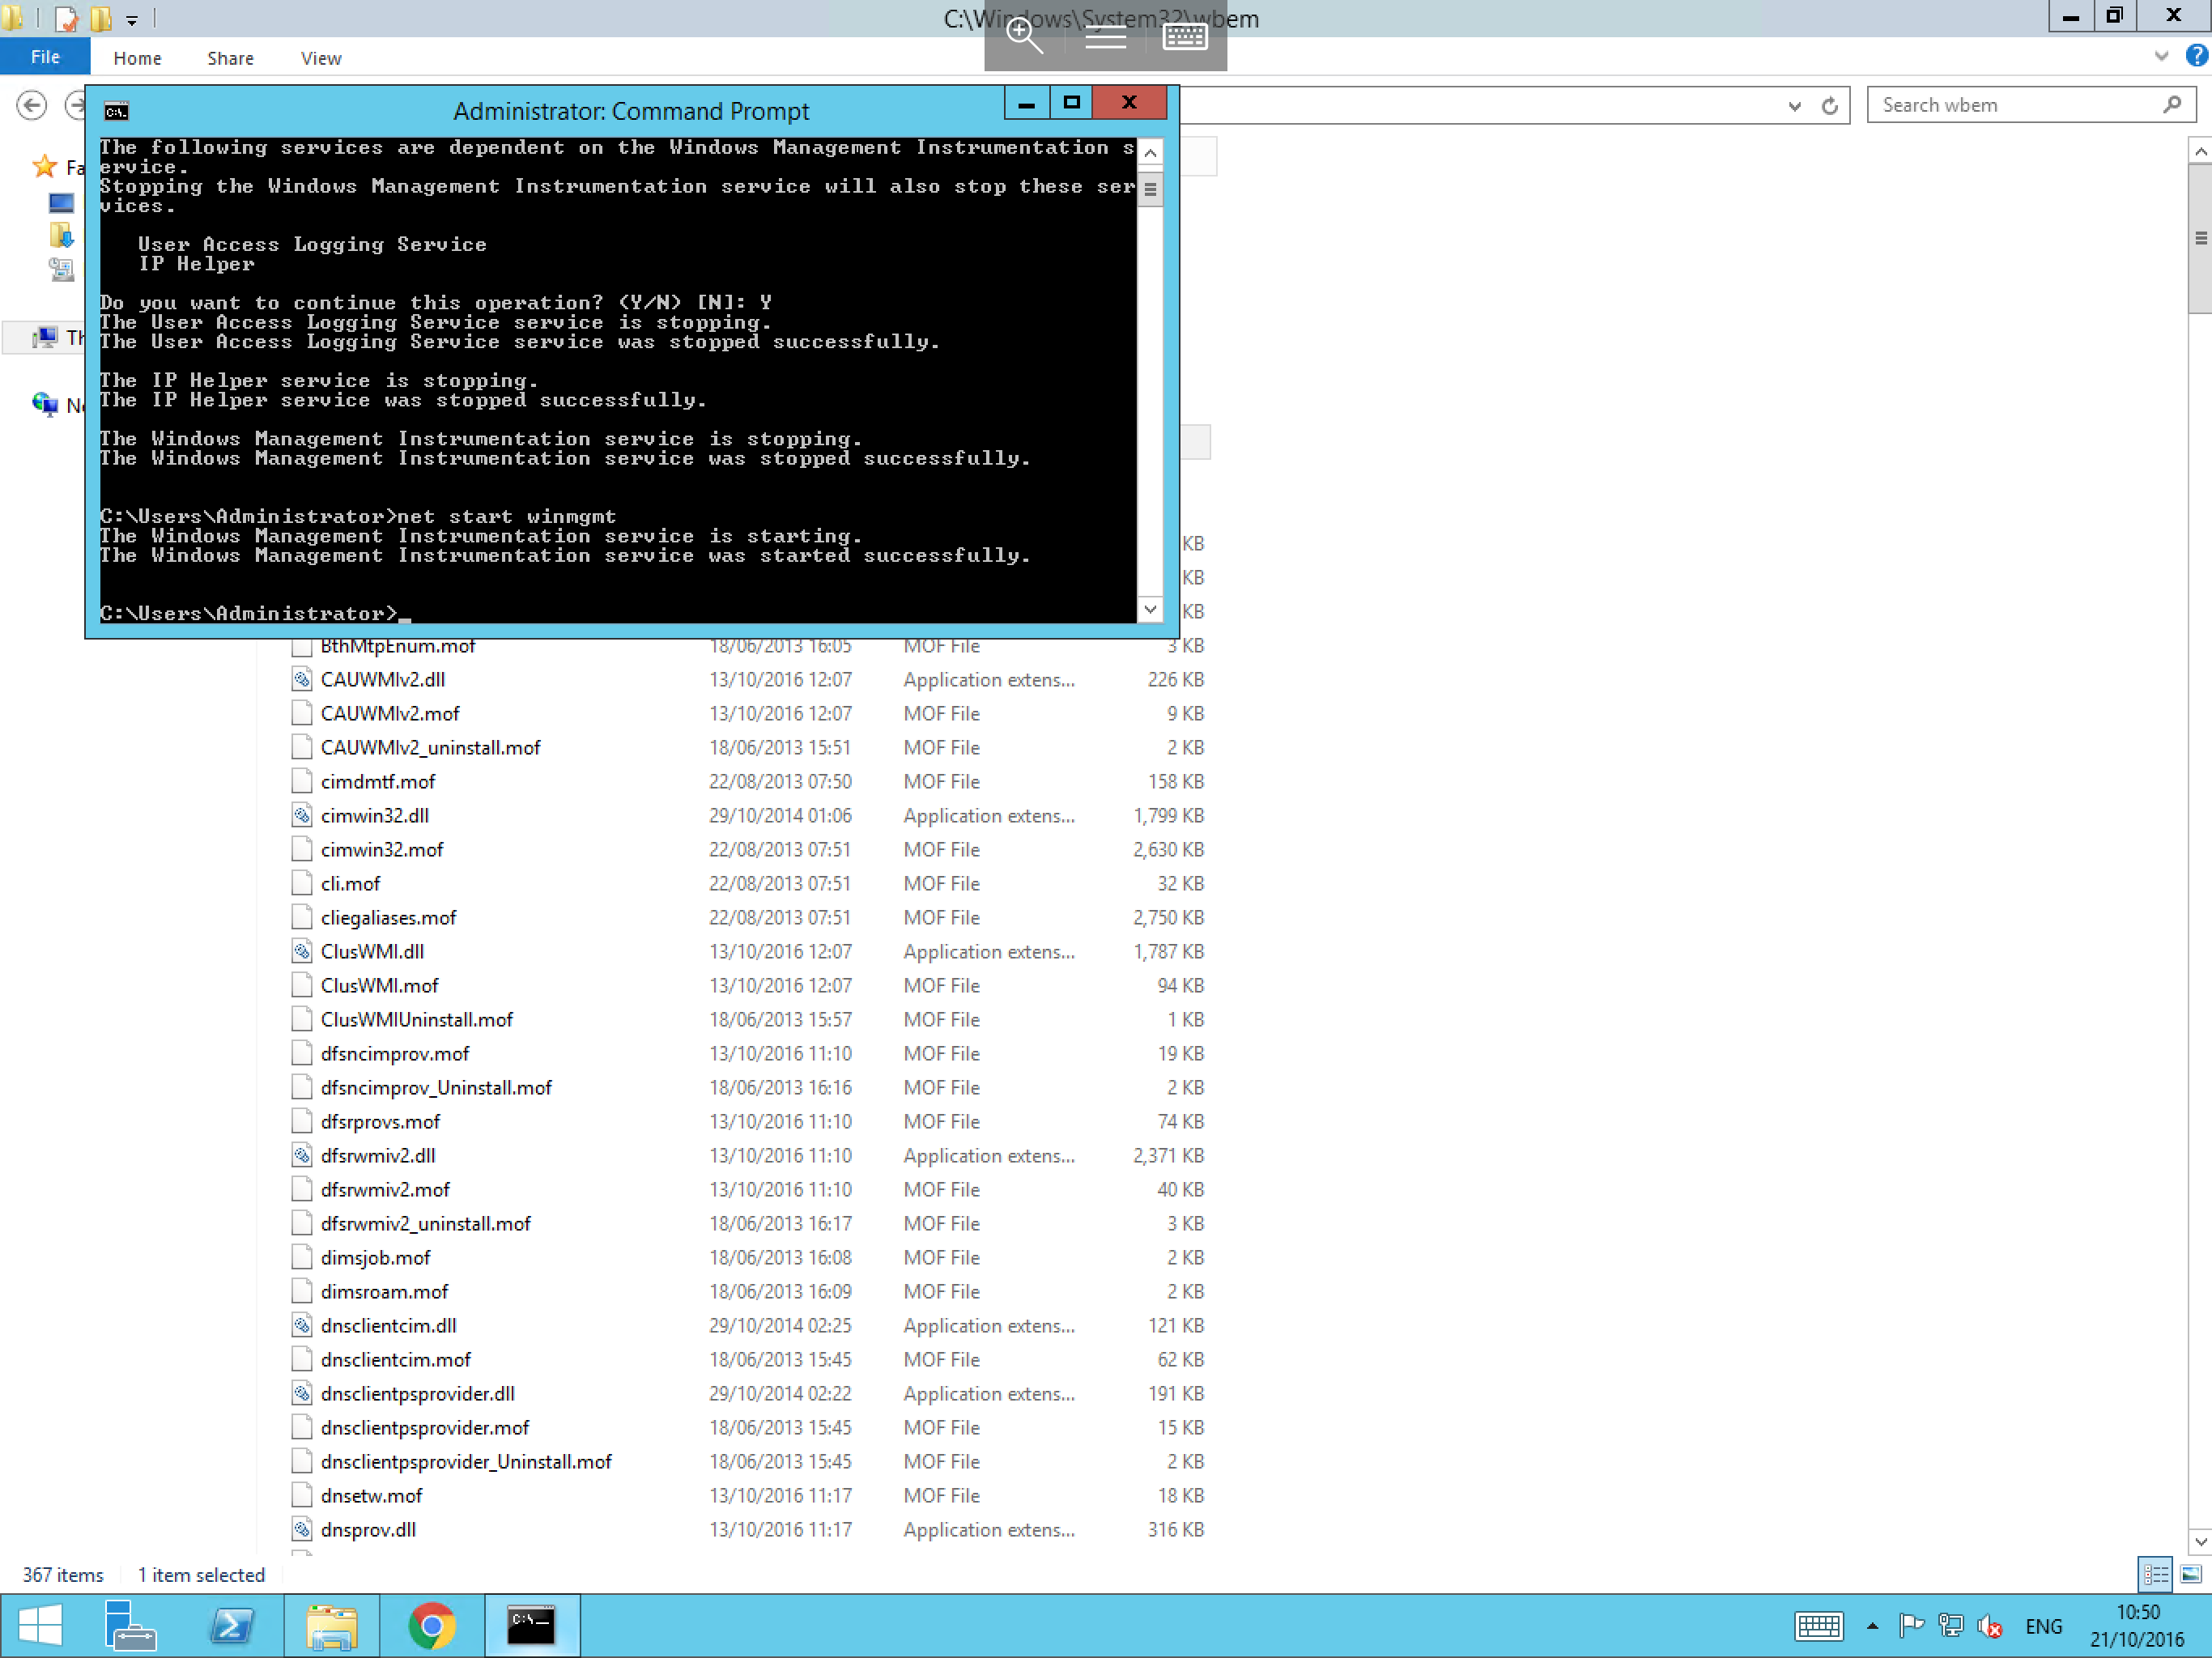 C:\Windows\System32\wbem
File Home Share View
Search wbem
Administrator: Command Prompt
The following services are dependent on the Windows Management Instrumentation s
ervice.
Stopping the Windows Management Instrumentation service will also stop these ser
vices.
User Access Logging Service
IP Helper
Do you want to continue this operation? (Y/N) [N]: Y
The User Access Logging Service service is stopping.
The User Access Logging Service service was stopped successfully.
The IP Helper service is stopping.
The IP Helper service was stopped successfully.
The Windows Management Instrumentation service is stopping.
The Windows Management Instrumentation service was stopped successfully.
C:\Users\Administrator>net start winmgmt
The Windows Management Instrumentation service is starting.
The Windows Management Instrumentation service was started successfully.
C:\Users\Administrator>_
Fa
Th
Ne
KB
KB
KB
BthMtpEnum.mof 18/06/2013 16:05 MOF File 3 KB
CAUWMIv2.dll 13/10/2016 12:07 Application extens... 226 KB
CAUWMIv2.mof 13/10/2016 12:07 MOF File 9 KB
CAUWMIv2_uninstall.mof 18/06/2013 15:51 MOF File 2 KB
cimdmtf.mof 22/08/2013 07:50 MOF File 158 KB
cimwin32.dll 29/10/2014 01:06 Application extens... 1,799 KB
cimwin32.mof 22/08/2013 07:51 MOF File 2,630 KB
cli.mof 22/08/2013 07:51 MOF File 32 KB
cliegaliases.mof 22/08/2013 07:51 MOF File 2,750 KB
ClusWMI.dll 13/10/2016 12:07 Application extens... 1,787 KB
ClusWMI.mof 13/10/2016 12:07 MOF File 94 KB
ClusWMIUninstall.mof 18/06/2013 15:57 MOF File 1 KB
dfsncimprov.mof 13/10/2016 11:10 MOF File 19 KB
dfsncimprov_Uninstall.mof 18/06/2013 16:16 MOF File 2 KB
dfsrprovs.mof 13/10/2016 11:10 MOF File 74 KB
dfsrwmiv2.dll 13/10/2016 11:10 Application extens... 2,371 KB
dfsrwmiv2.mof 13/10/2016 11:10 MOF File 40 KB
dfsrwmiv2_uninstall.mof 18/06/2013 16:17 MOF File 3 KB
dimsjob.mof 18/06/2013 16:08 MOF File 2 KB
dimsroam.mof 18/06/2013 16:09 MOF File 2 KB
dnsclientcim.dll 29/10/2014 02:25 Application extens... 121 KB
dnsclientcim.mof 18/06/2013 15:45 MOF File 62 KB
dnsclientpsprovider.dll 29/10/2014 02:22 Application extens... 191 KB
dnsclientpsprovider.mof 18/06/2013 15:45 MOF File 15 KB
dnsclientpsprovider_Uninstall.mof 18/06/2013 15:45 MOF File 2 KB
dnsetw.mof 13/10/2016 11:17 MOF File 18 KB
dnsprov.dll 13/10/2016 11:17 Application extens... 316 KB
367 items 1 item selected
ENG
10:50
21/10/2016